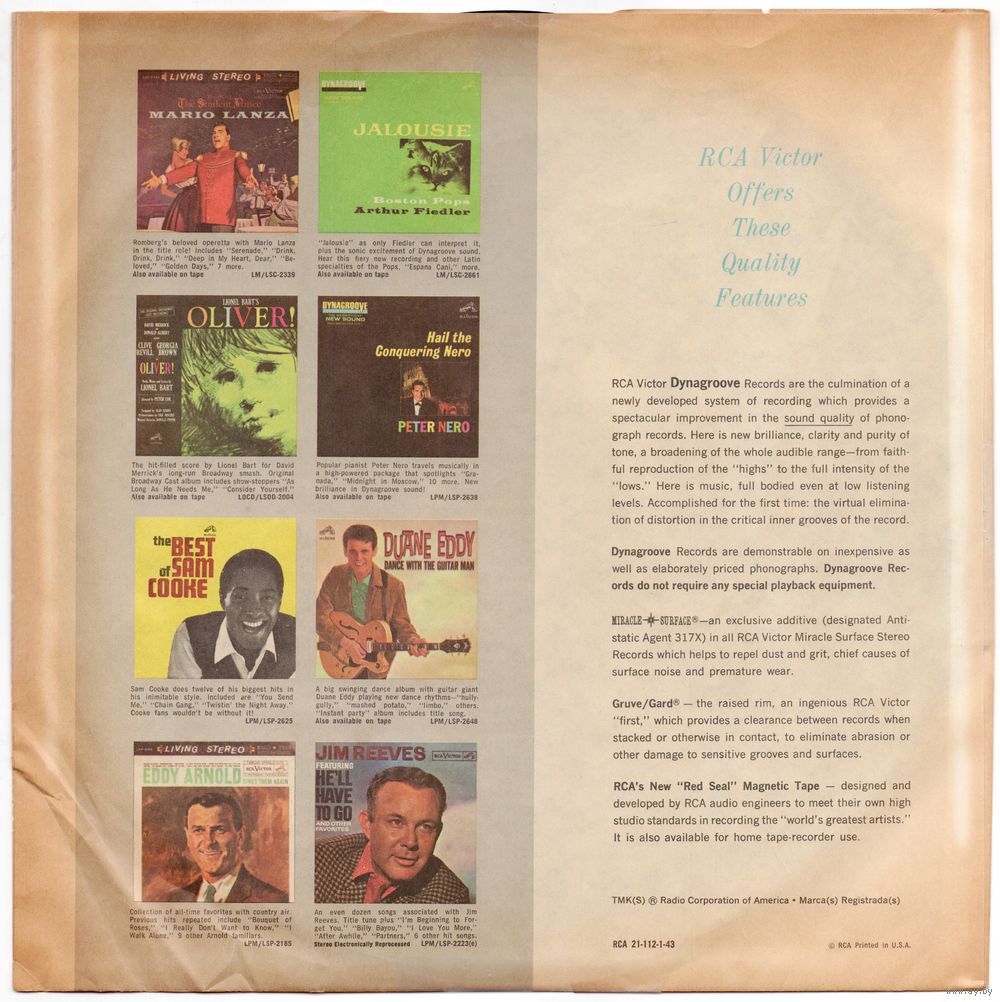 LIVING STEREO
The Student Prince
MARIO LANZA
Romberg's beloved operetta with Mario Lanza
in the title role! Includes "Serenade," "Drink,
Drink, Drink," "Deep in My Heart, Dear," "Be-
loved," "Golden Days," 7 more.
Also available on tape LM/LSC-2339
DYNAGROOVE
JALOUSIE
Boston Pops
Arthur Fiedler
"Jalousie" as only Fiedler can interpret it,
plus the sonic excitement of Dynagroove sound.
Hear this fiery new recording and other Latin
specialties of the Pops, "Espana Cani," more.
Also available on tape LM/LSC-2661
LIONEL BART'S
OLIVER!
DAVID MERRICK
DONALD ALBERY
CLIVE GEORGIA
REVILL BROWN
OLIVER!
LIONEL BART
PETER COE
The hit-filled score by Lionel Bart for David
Merrick's long-run Broadway smash. Original
Broadway Cast album includes show-stoppers "As
Long As He Needs Me," "Consider Yourself."
Also available on tape LOCD/LSOD-2004
DYNAGROOVE
NEW SOUND
Hail the
Conquering Nero
PETER NERO
Popular pianist Peter Nero travels musically in
a high-powered package that spotlights "Gra-
nada," "Midnight in Moscow," 10 more. New
brilliance in Dynagroove sound!
Also available on tape LPM/LSP-2638
the BEST
of SAM
COOKE
Sam Cooke does twelve of his biggest hits in
his inimitable style. Included are "You Send
Me," "Chain Gang," "Twistin' the Night Away."
Cooke fans wouldn't be without it!
LPM/LSP-2625
DUANE EDDY
DANCE WITH THE GUITAR MAN
A big swinging dance album with guitar giant
Duane Eddy playing new dance rhythms—"hully-
gully," "mashed potato," "limbo," others.
"Instant party" album includes title song.
Also available on tape LPM/LSP-2648
LIVING STEREO
RCA VICTOR
EDDY ARNOLD
SINGS THEM AGAIN
Collection of all-time favorites with country air.
Previous hits repeated include "Bouquet of
Roses," "I Really Don't Want to Know," "I
Walk Alone," 9 other Arnold familiars.
LPM/LSP-2185
JIM REEVES
RCA VICTOR
FEATURING
HE'LL
HAVE
TO GO
AND OTHER
FAVORITES
An even dozen songs associated with Jim
Reeves. Title tune plus "I'm Beginning to For-
get You," "Billy Bayou," "I Love You More,"
"After Awhile," "Partners," 6 other hit songs.
Stereo Electronically Reprocessed LPM/LSP-2223(e)
RCA Victor
Offers
These
Quality
Features
RCA Victor Dynagroove Records are the culmination of a
newly developed system of recording which provides a
spectacular improvement in the sound quality of phono-
graph records. Here is new brilliance, clarity and purity of
tone, a broadening of the whole audible range—from faith-
ful reproduction of the "highs" to the full intensity of the
"lows." Here is music, full bodied even at low listening
levels. Accomplished for the first time: the virtual elimina-
tion of distortion in the critical inner grooves of the record.
Dynagroove Records are demonstrable on inexpensive as
well as elaborately priced phonographs. Dynagroove Rec-
ords do not require any special playback equipment.
MIRACLE SURFACE®—an exclusive additive (designated Anti-
static Agent 317X) in all RCA Victor Miracle Surface Stereo
Records which helps to repel dust and grit, chief causes of
surface noise and premature wear.
Gruve/Gard® — the raised rim, an ingenious RCA Victor
"first," which provides a clearance between records when
stacked or otherwise in contact, to eliminate abrasion or
other damage to sensitive grooves and surfaces.
RCA's New "Red Seal" Magnetic Tape — designed and
developed by RCA audio engineers to meet their own high
studio standards in recording the "world's greatest artists."
It is also available for home tape-recorder use.
TMK(S) ® Radio Corporation of America • Marca(s) Registrada(s)
RCA 21-112-1-43
© RCA Printed in U.S.A.